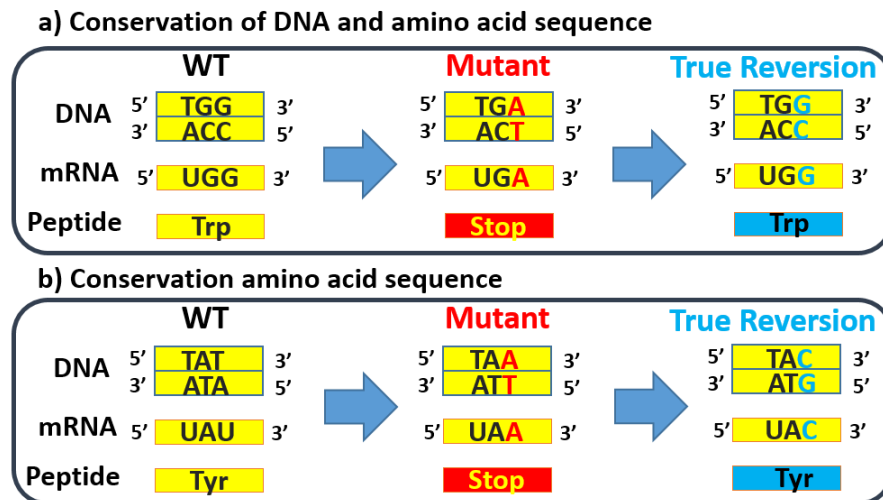 a) Conservation of DNA and amino acid sequence
WT Mutant True Reversion
DNA 5’ TGG 3’ 5’ TGA 3’ 5’ TGG 3’
3’ ACC 5’ 3’ ACT 5’ 3’ ACC 5’
mRNA 5’ UGG 3’ 5’ UGA 3’ 5’ UGG 3’
Peptide Trp Stop Trp
b) Conservation amino acid sequence
WT Mutant True Reversion
DNA 5’ TAT 3’ 5’ TAA 3’ 5’ TAC 3’
3’ ATA 5’ 3’ ATT 5’ 3’ ATG 5’
mRNA 5’ UAU 3’ 5’ UAA 3’ 5’ UAC 3’
Peptide Tyr Stop Tyr